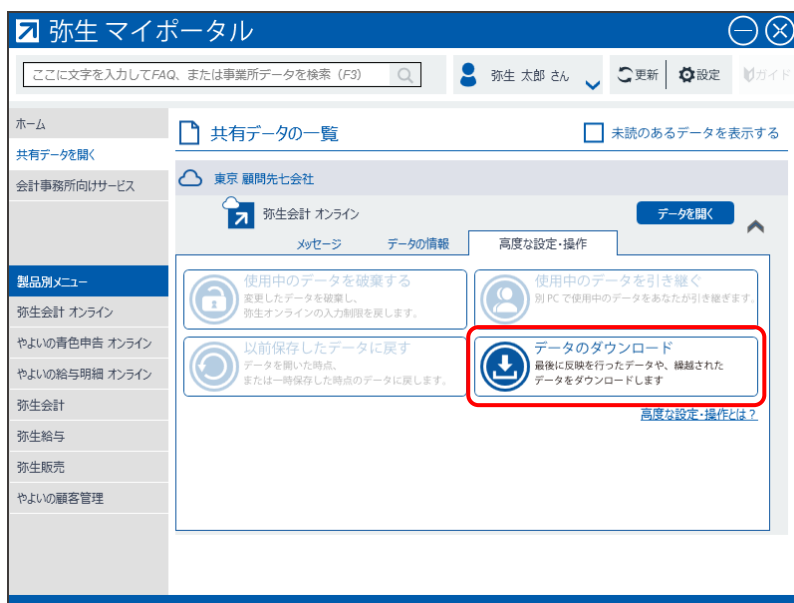 弥生 マイポータル
ここに文字を入力してFAQ、または事業所データを検索（F3）
弥生 太郎 さん
更新
設定
ガイド
ホーム
共有データを開く
会計事務所向けサービス
製品別メニュー
弥生会計 オンライン
やよいの青色申告 オンライン
やよいの給与明細 オンライン
弥生会計
弥生給与
弥生販売
やよいの顧客管理
共有データの一覧
未読のあるデータを表示する
東京 顧問先七会社
弥生会計 オンライン
データを開く
メッセージ
データの情報
高度な設定・操作
使用中のデータを破棄する
変更したデータを破棄し、
弥生オンラインの入力制限を戻します。
使用中のデータを引き継ぐ
別 PC で使用中のデータをあなたが引き継ぎます。
以前保存したデータに戻す
データを開いた時点、
または一時保存した時点のデータに戻します。
データのダウンロード
最後に反映を行ったデータや、繰越された
データをダウンロードします
高度な設定・操作とは？